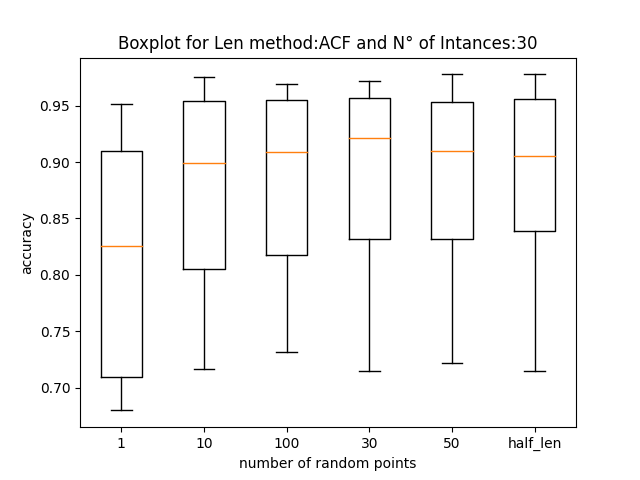 Boxplot for Len method:ACF and N° of Intances:30
0.95
0.90
0.85
0.80
0.75
0.70
accuracy
1 10 100 30 50 half_len
number of random points